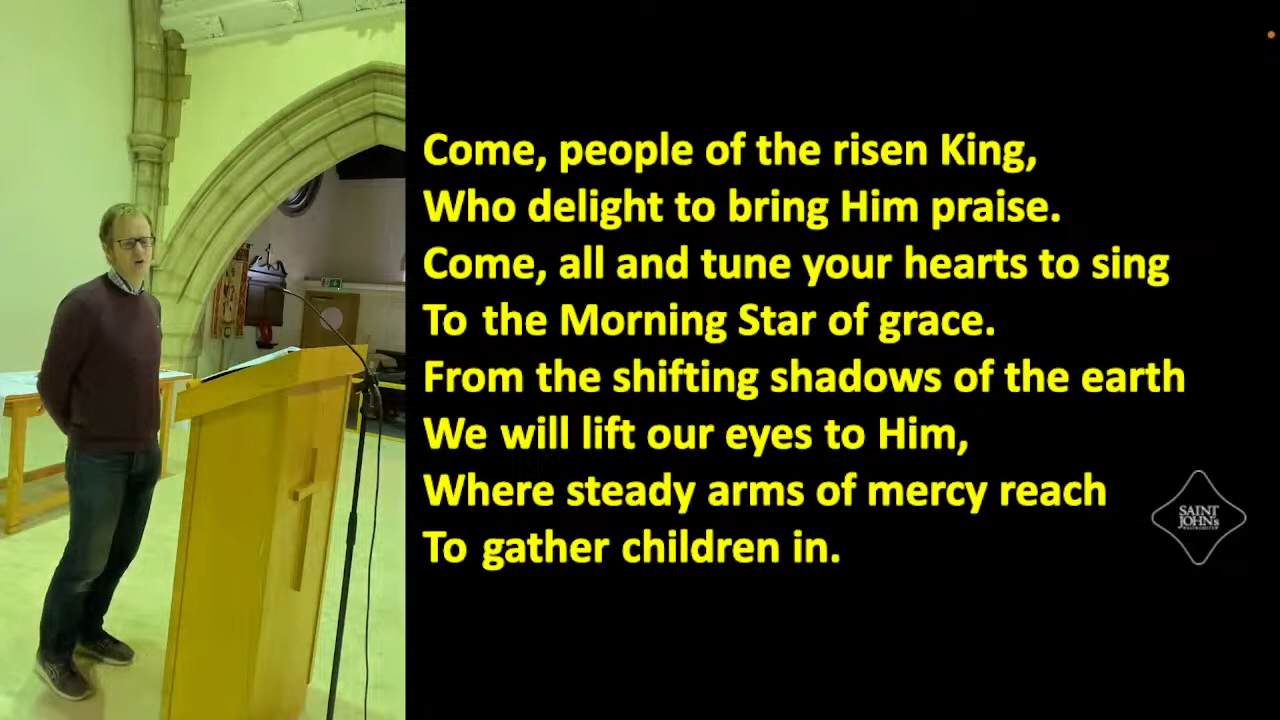 Come, people of the risen King,
Who delight to bring Him praise.
Come, all and tune your hearts to sing
To the Morning Star of grace.
From the shifting shadows of the earth
We will lift our eyes to Him,
Where steady arms of mercy reach
To gather children in.
SAINT
JOHN's